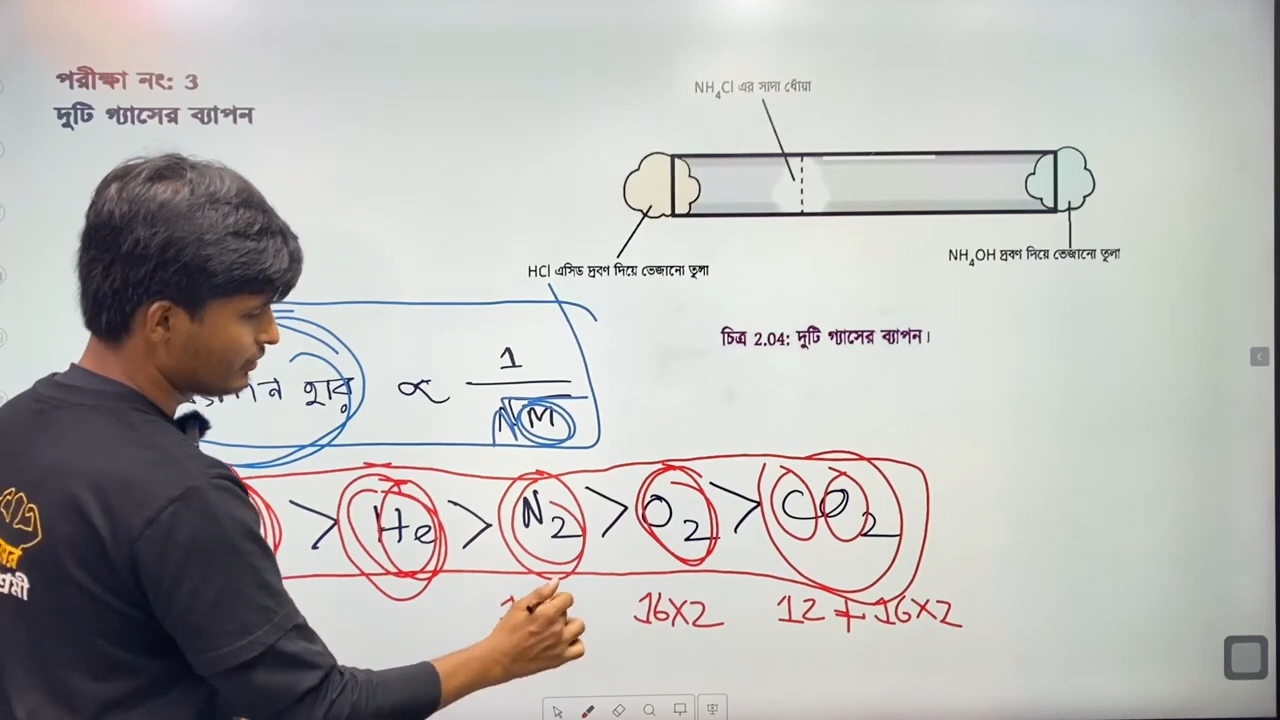 পরীক্ষা নং: 3
দুটি গ্যাসের ব্যাপন
NH₄Cl এর সাদা ধোঁয়া
HCl এসিড দ্রবণ দিয়ে ভেজানো তুলা
NH₄OH দ্রবণ দিয়ে ভেজানো তুলা
চিত্র 2.04: দুটি গ্যাসের ব্যাপন।
হার ∝ 1/√M
> He > N₂ > O₂ > CO₂
16X2 12 + 16X2